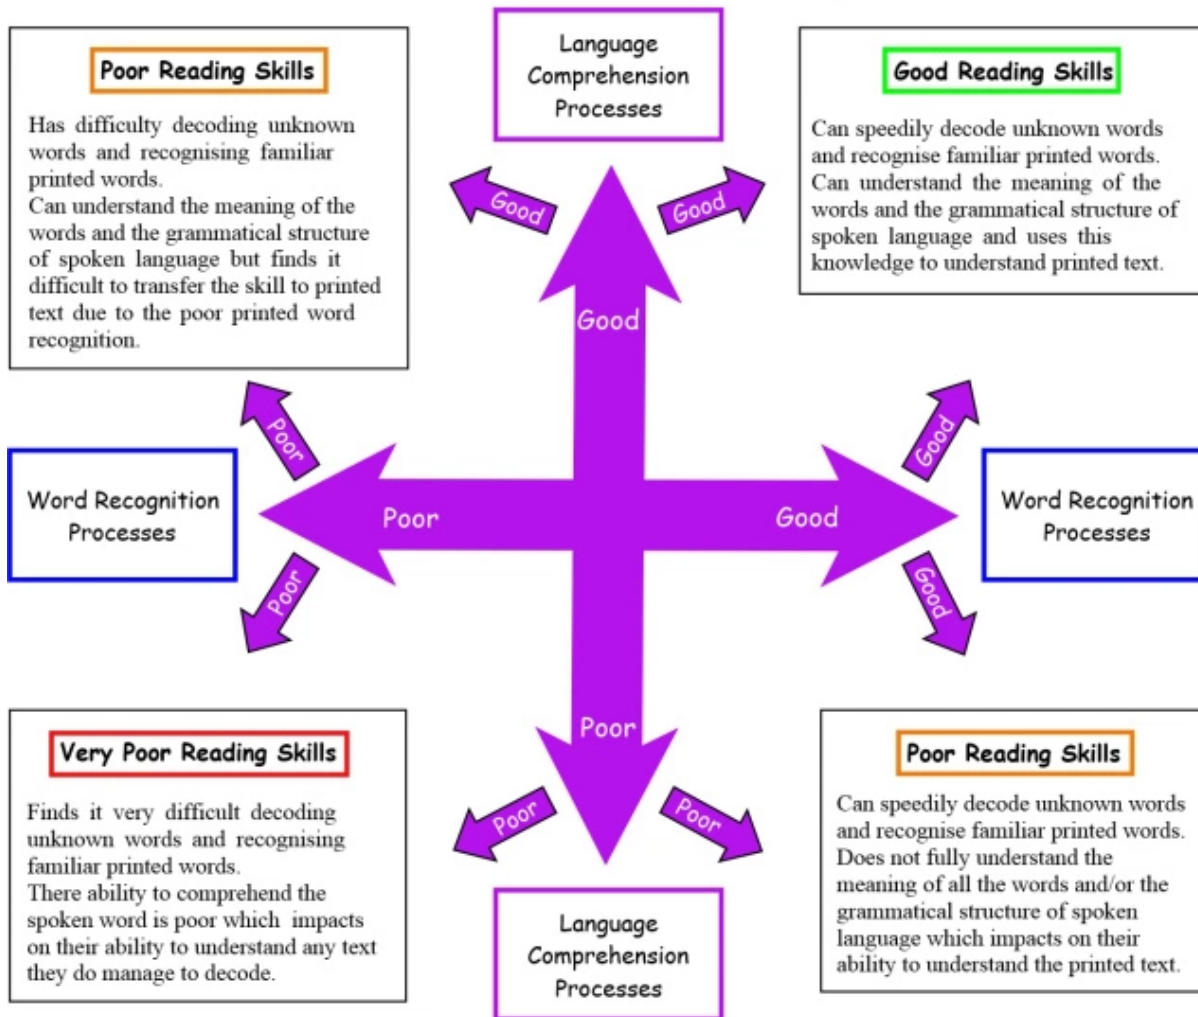 Language
Comprehension
Processes
Poor Reading Skills
Has difficulty decoding unknown
words and recognising familiar
printed words.
Can understand the meaning of the
words and the grammatical structure
of spoken language but finds it
difficult to transfer the skill to printed
text due to the poor printed word
recognition.
Good Reading Skills
Can speedily decode unknown words
and recognise familiar printed words.
Can understand the meaning of the
words and the grammatical structure of
spoken language and uses this
knowledge to understand printed text.
Good
Good
Good
Poor
Good
Word Recognition
Processes
Poor
Good
Word Recognition
Processes
Poor
Good
Very Poor Reading Skills
Finds it very difficult decoding
unknown words and recognising
familiar printed words.
There ability to comprehend the
spoken word is poor which impacts
on their ability to understand any text
they do manage to decode.
Poor
Poor
Poor
Poor Reading Skills
Can speedily decode unknown words
and recognise familiar printed words.
Does not fully understand the
meaning of all the words and/or the
grammatical structure of spoken
language which impacts on their
ability to understand the printed text.
Language
Comprehension
Processes